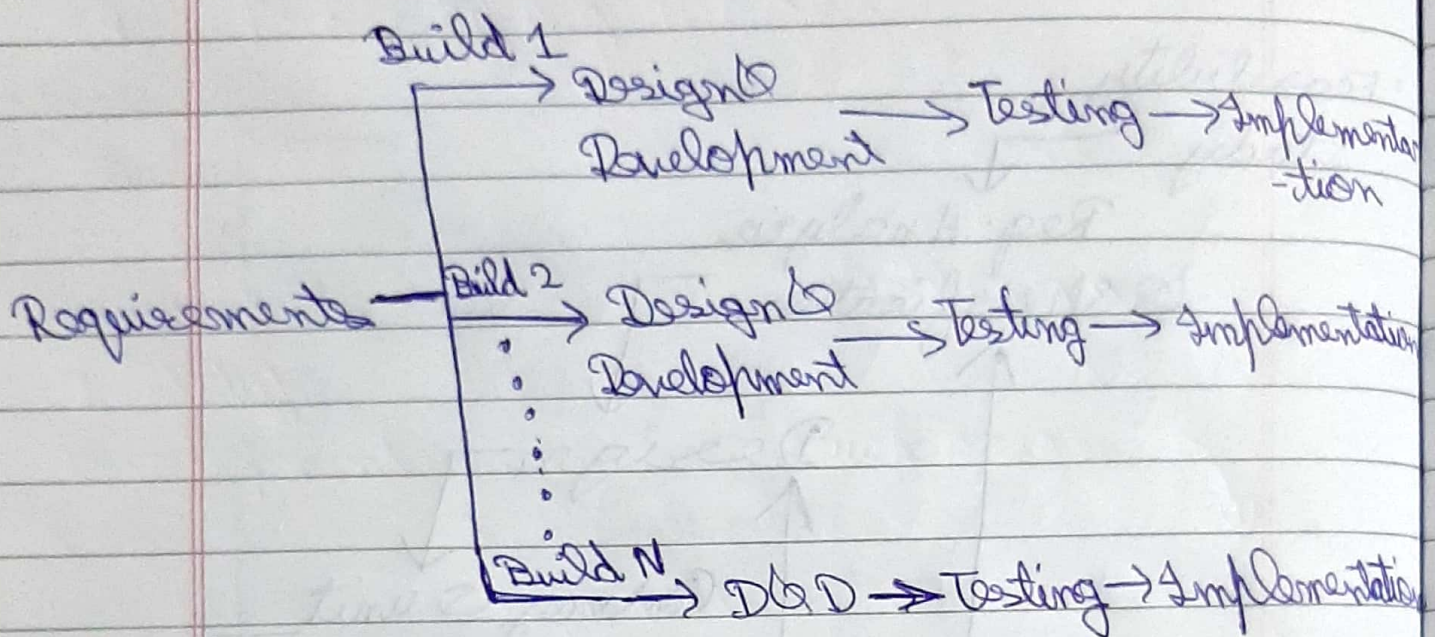 Build 1
Design &
Development → Testing → Implementa
-tion
Requirements
Build 2
Design &
Development → Testing → Implementation
Build N
D&D → Testing → Implementation